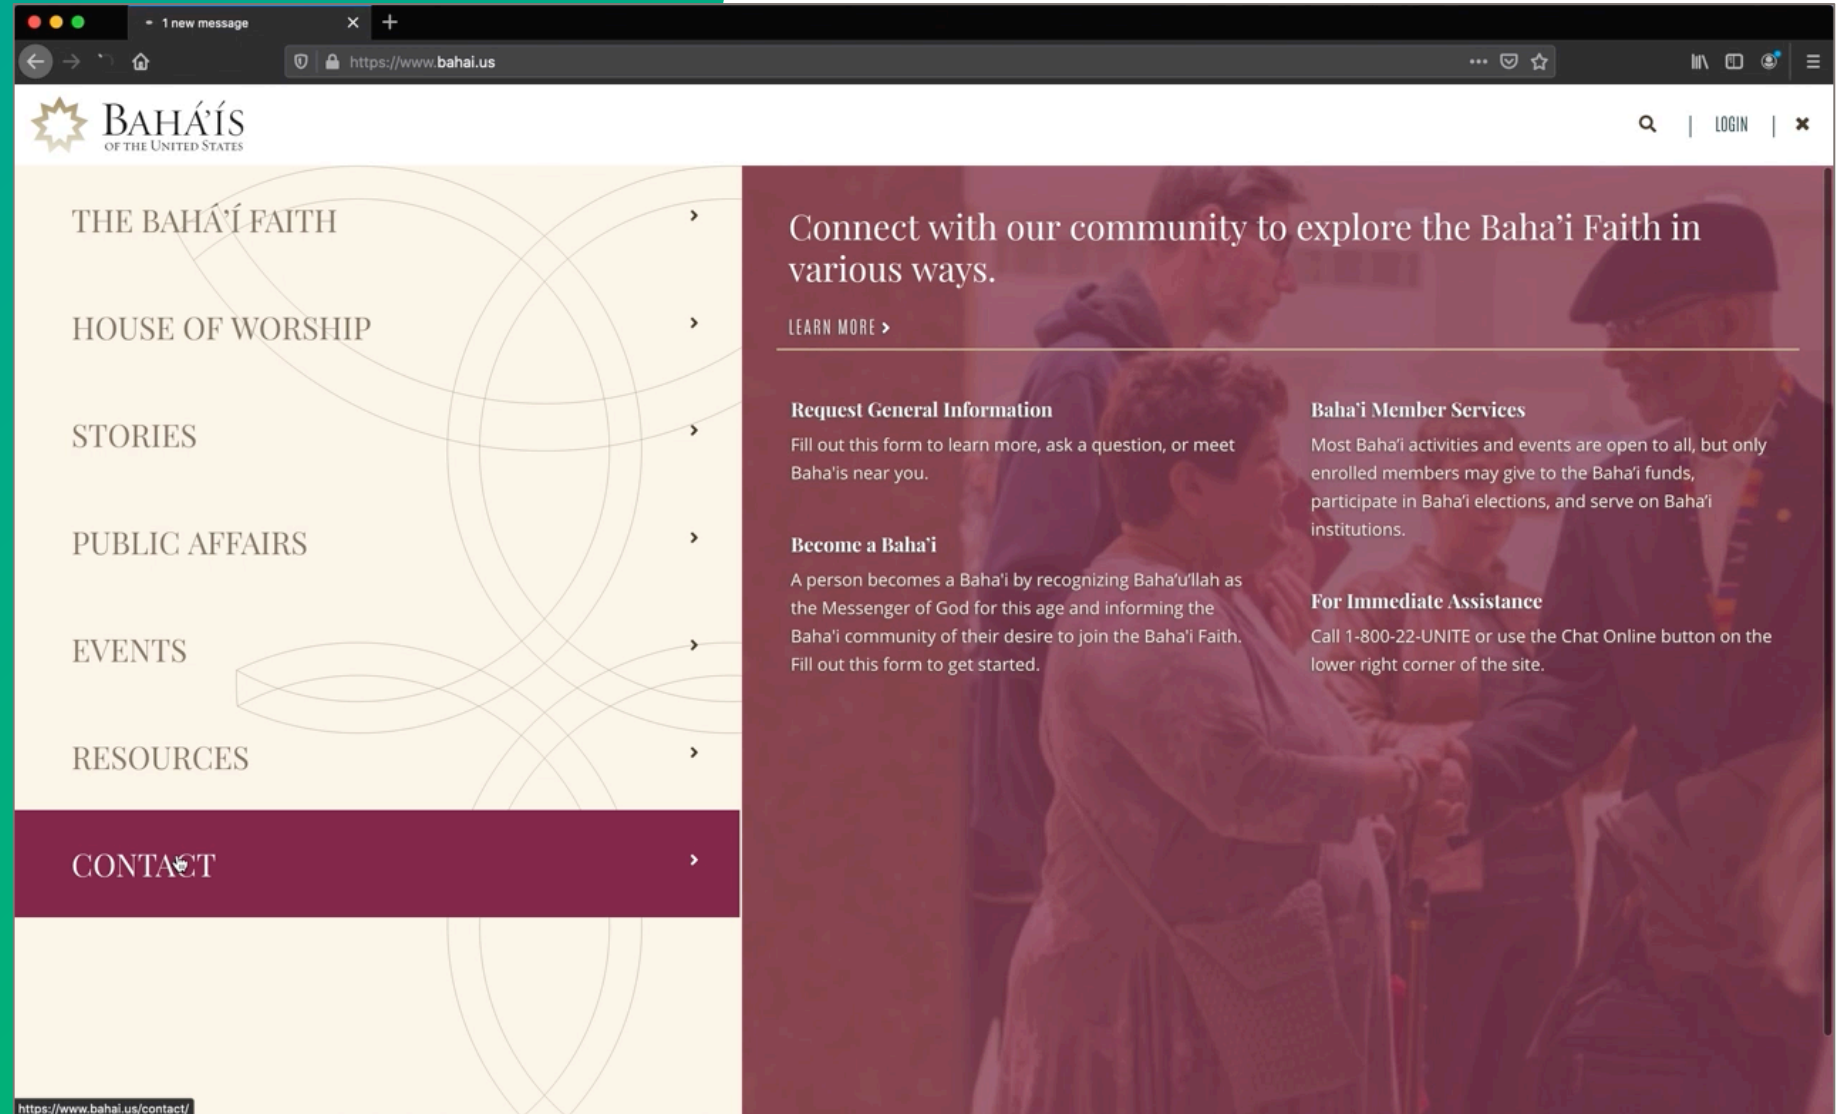 1 new message
https://www.bahai.us
BAHÁ'ÍS
OF THE UNITED STATES
LOGIN
THE BAHÁ'Í FAITH
HOUSE OF WORSHIP
STORIES
PUBLIC AFFAIRS
EVENTS
RESOURCES
CONTACT
Connect with our community to explore the Baha'i Faith in
various ways.
LEARN MORE
Request General Information
Fill out this form to learn more, ask a question, or meet
Baha'is near you.
Become a Baha'i
A person becomes a Baha'i by recognizing Baha'u'llah as
the Messenger of God for this age and informing the
Baha'i community of their desire to join the Baha'i Faith.
Fill out this form to get started.
Baha'i Member Services
Most Baha'i activities and events are open to all, but only
enrolled members may give to the Baha'i funds,
participate in Baha'i elections, and serve on Baha'i
institutions.
For Immediate Assistance
Call 1-800-22-UNITE or use the Chat Online button on the
lower right corner of the site.
https://www.bahai.us/contact/